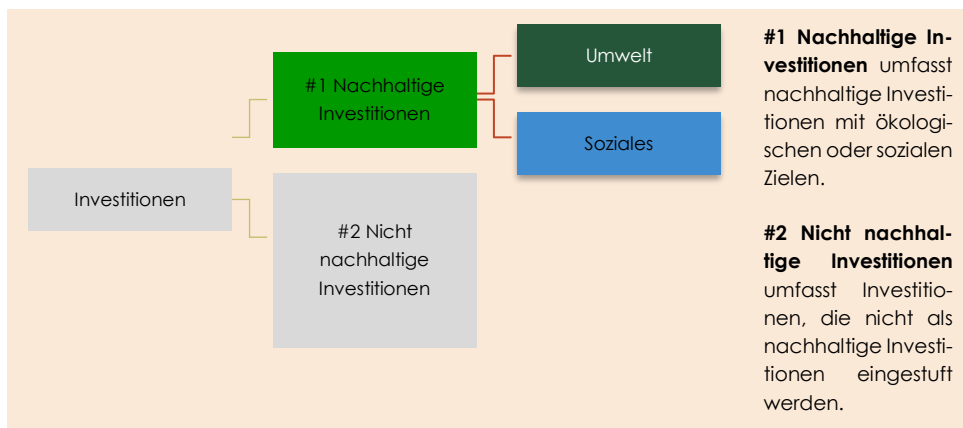 Investitionen
#1 Nachhaltige
Investitionen
Umwelt
Soziales
#2 Nicht
nachhaltige
Investitionen
#1 Nachhaltige In-
vestitionen umfasst
nachhaltige Investi-
tionen mit ökologi-
schen oder sozialen
Zielen.
#2 Nicht nachhal-
tige Investitionen
umfasst Investitio-
nen, die nicht als
nachhaltige Investi-
tionen eingestuft
werden.